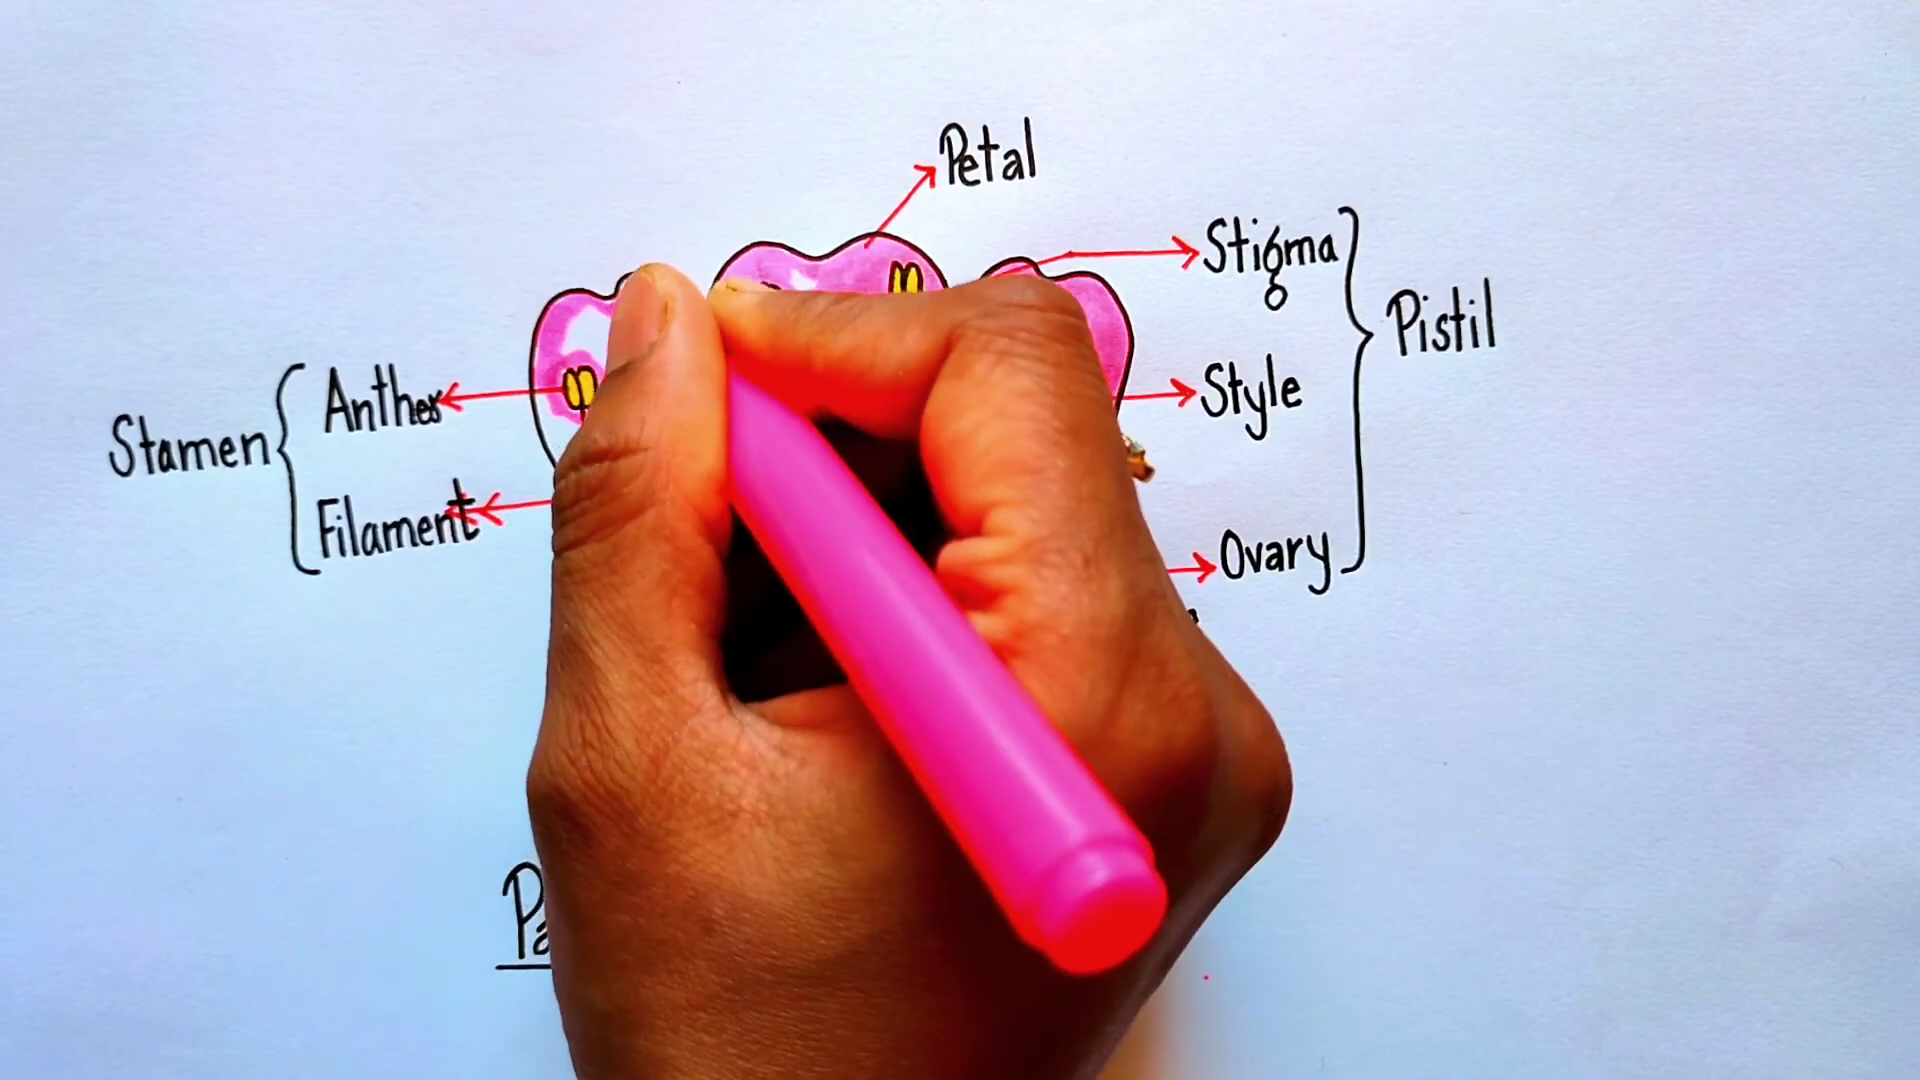 Petal
Stigma
Pistil
Style
Anther
Stamen
Filament
Ovary